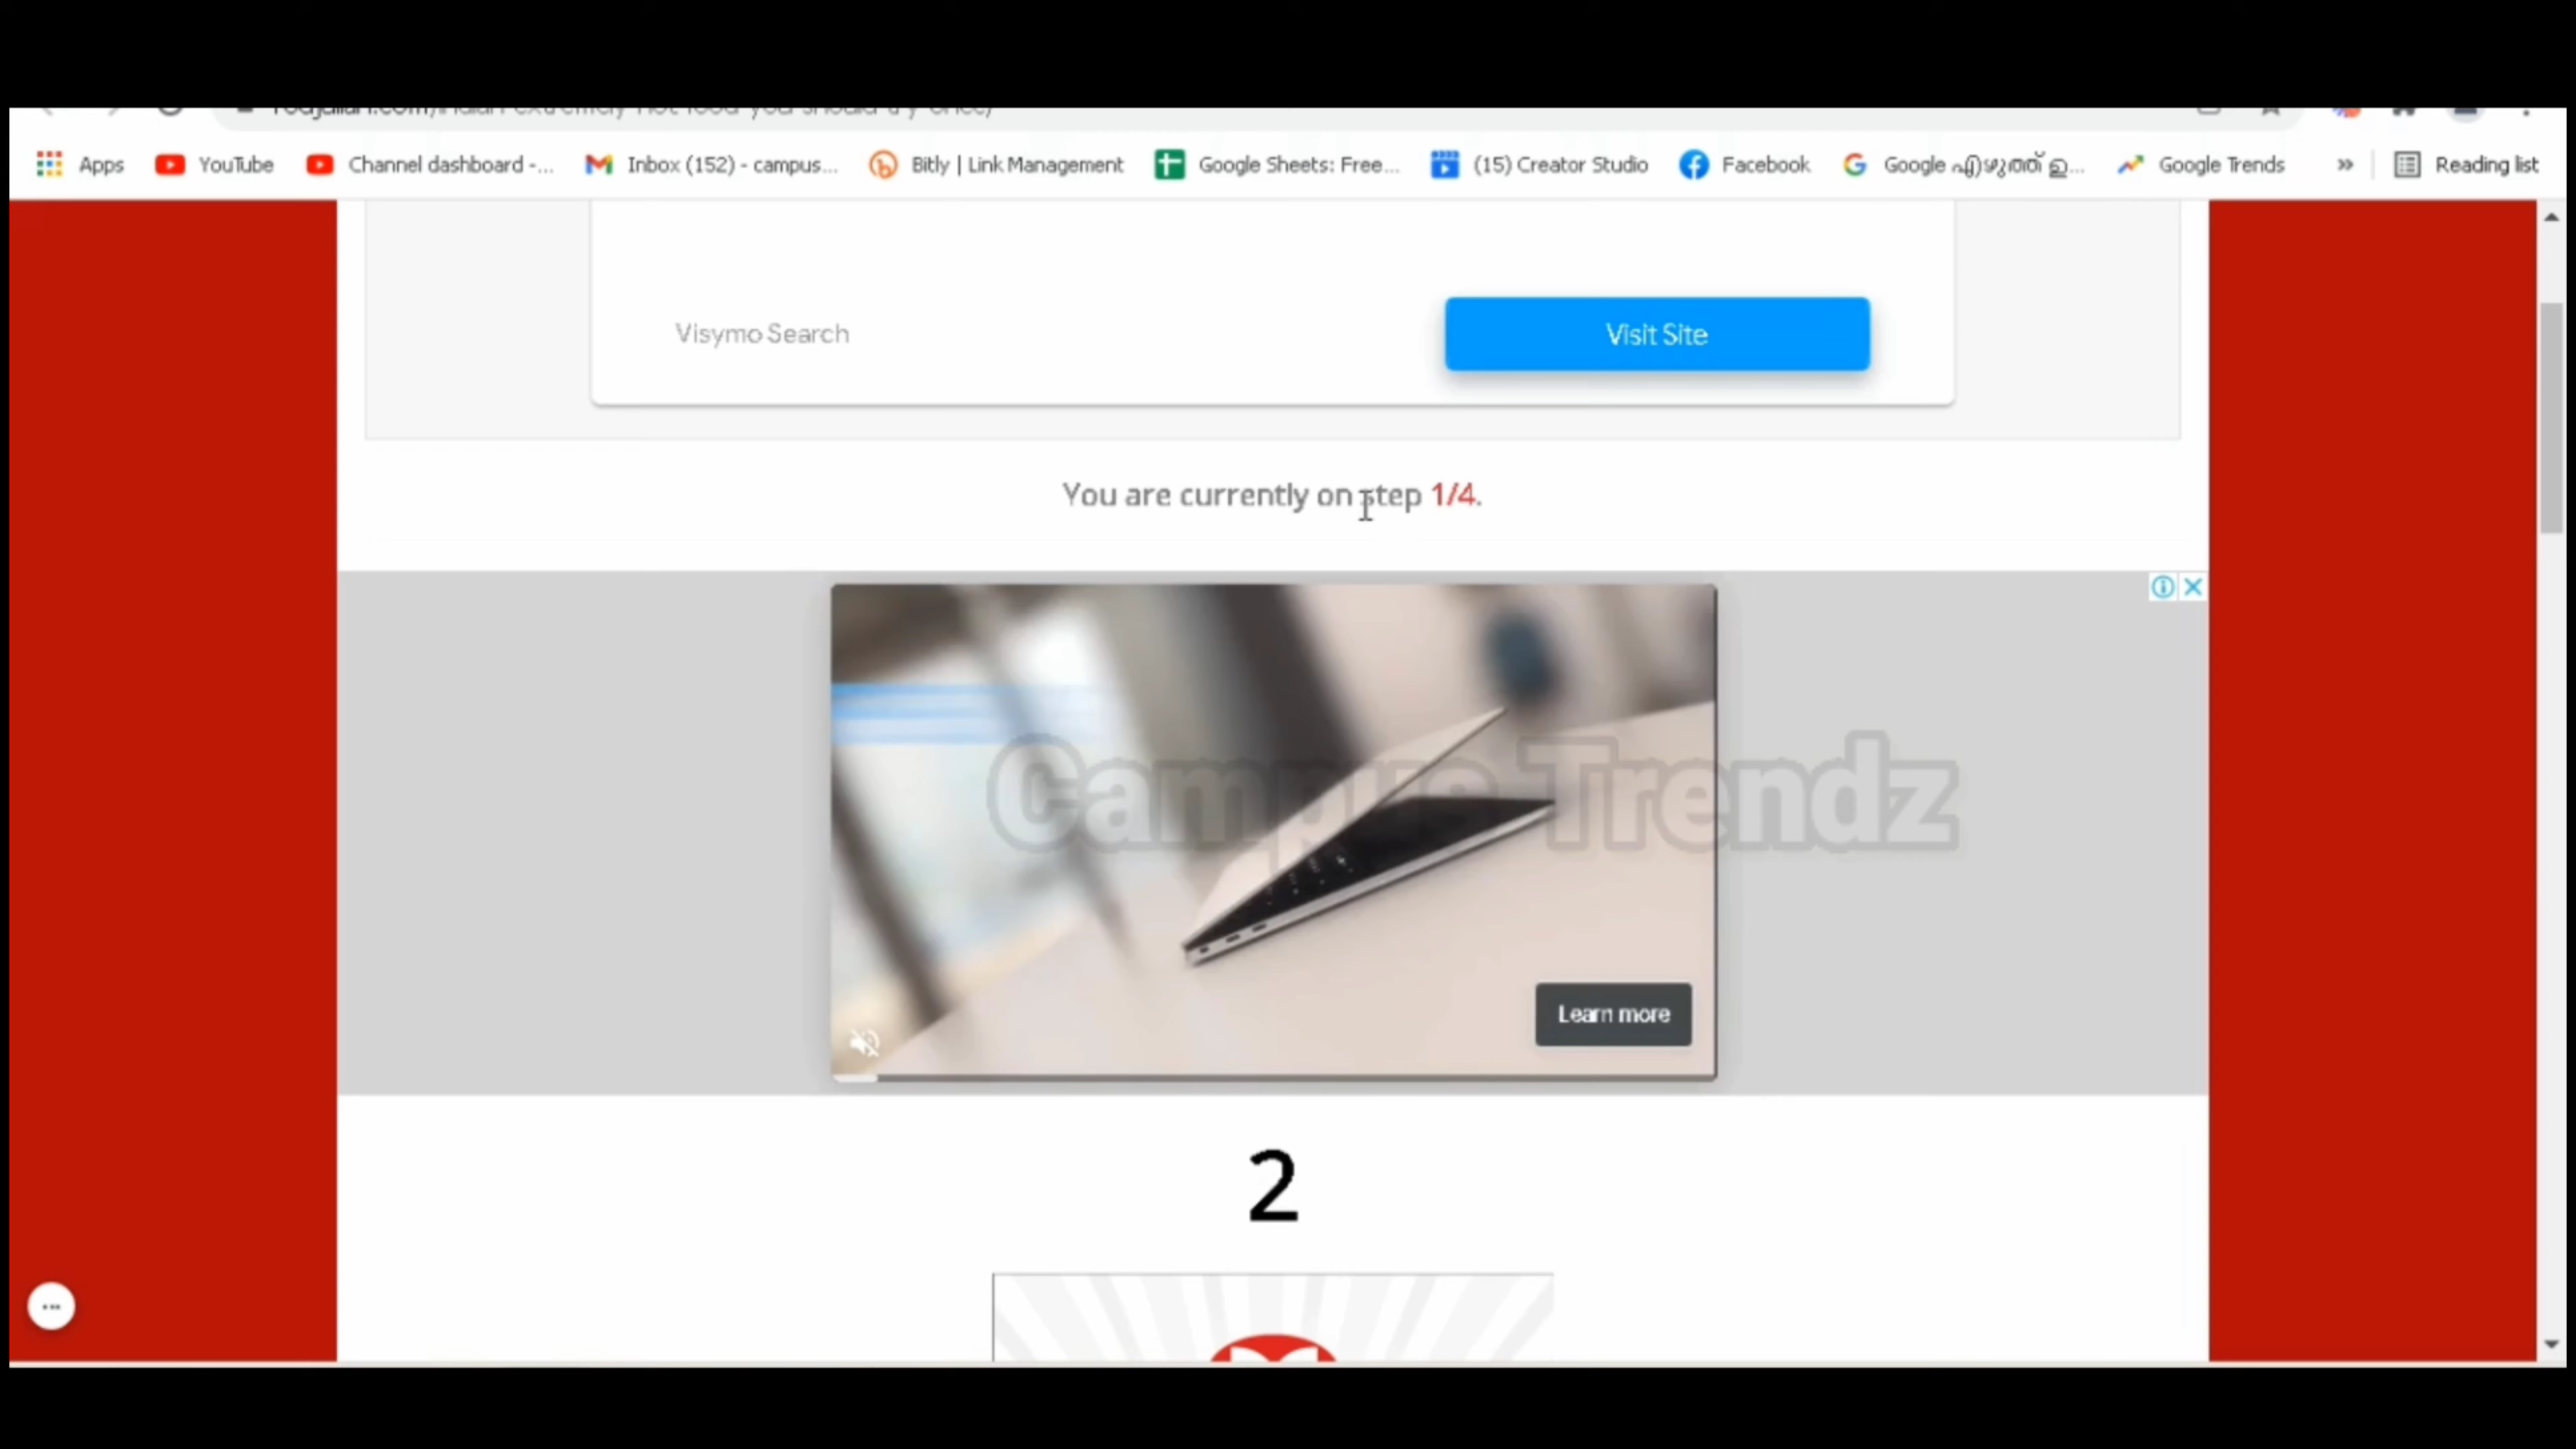 Apps YouTube Channel dashboard -... Inbox (152) - campus... Bitly | Link Management Google Sheets: Free... (15) Creator Studio Facebook Google എഴുത്ത് ഉ... Google Trends » Reading list
Visymo Search
Visit Site
You are currently on step 1/4.
Campus Trendz
Learn more
2